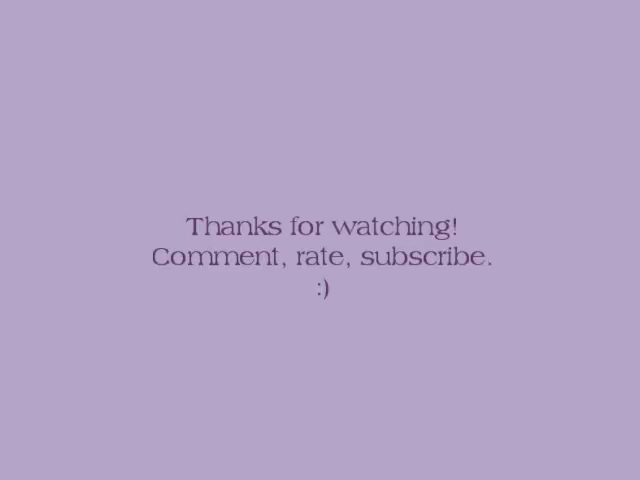 Thanks for watching!
Comment, rate, subscribe.
:)